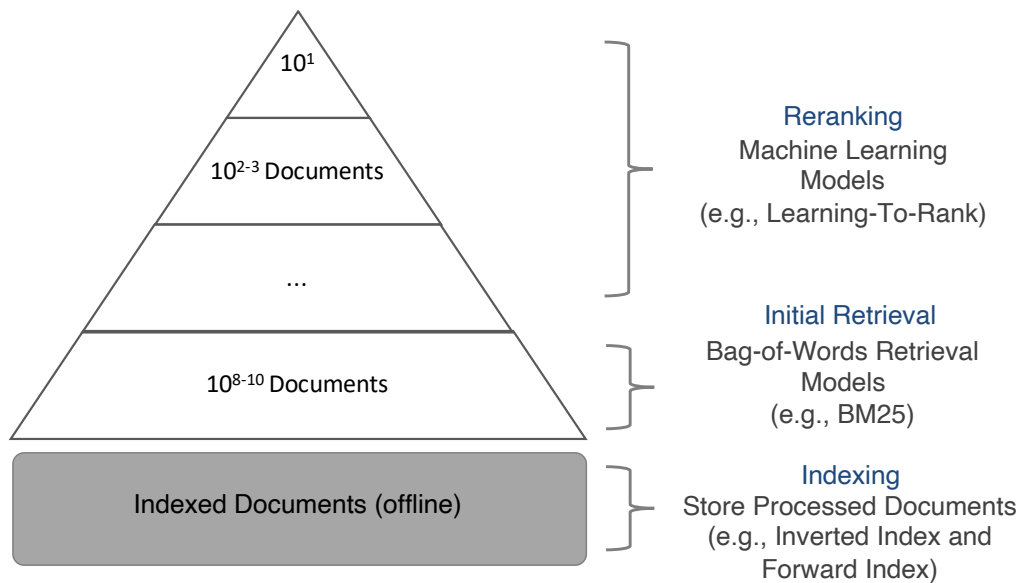 10¹
10²⁻³ Documents
...
10⁸⁻¹⁰ Documents
Indexed Documents (offline)
Reranking
Machine Learning
Models
(e.g., Learning-To-Rank)
Initial Retrieval
Bag-of-Words Retrieval
Models
(e.g., BM25)
Indexing
Store Processed Documents
(e.g., Inverted Index and
Forward Index)